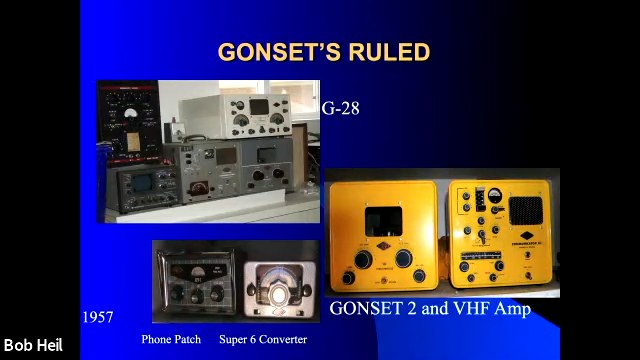 GONSET'S RULED
G-28
GONSET 2 and VHF Amp
1957
Phone Patch Super 6 Converter
Bob Heil